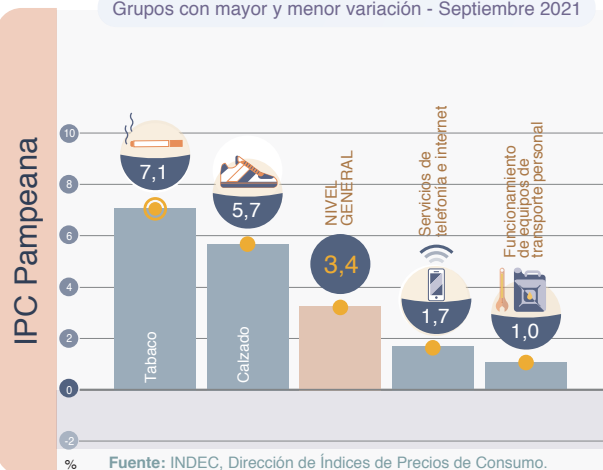 Grupos con mayor y menor variación - Septiembre 2021
IPC Pampeana
10
8
6
4
2
0
-2
%
7,1
Tabaco
5,7
Calzado
NIVEL
GENERAL
3,4
Servicios de
telefonía e internet
1,7
Funcionamiento
de equipos de
transporte personal
1,0
Fuente: INDEC, Dirección de Índices de Precios de Consumo.